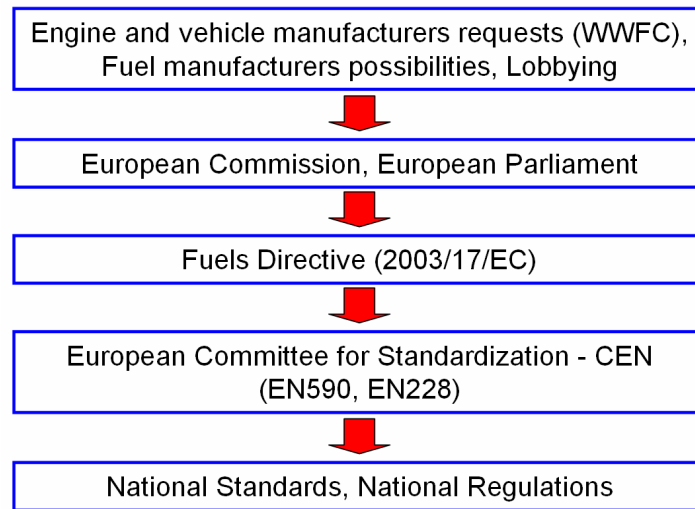 Engine and vehicle manufacturers requests (WWFC),
Fuel manufacturers possibilities, Lobbying
European Commission, European Parliament
Fuels Directive (2003/17/EC)
European Committee for Standardization - CEN
(EN590, EN228)
National Standards, National Regulations